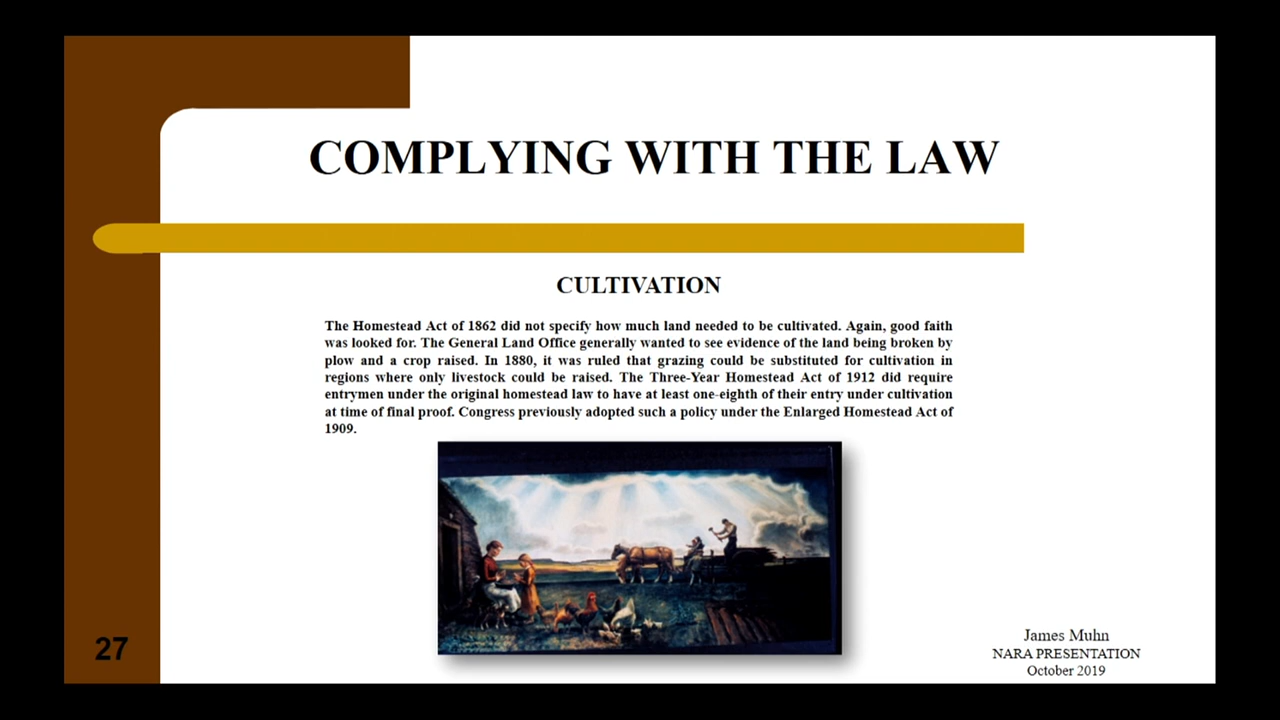 COMPLYING WITH THE LAW
CULTIVATION
The Homestead Act of 1862 did not specify how much land needed to be cultivated. Again, good faith
was looked for. The General Land Office generally wanted to see evidence of the land being broken by
plow and a crop raised. In 1880, it was ruled that grazing could be substituted for cultivation in
regions where only livestock could be raised. The Three-Year Homestead Act of 1912 did require
entrymen under the original homestead law to have at least one-eighth of their entry under cultivation
at time of final proof. Congress previously adopted such a policy under the Enlarged Homestead Act of
1909.
27
James Muhn
NARA PRESENTATION
October 2019